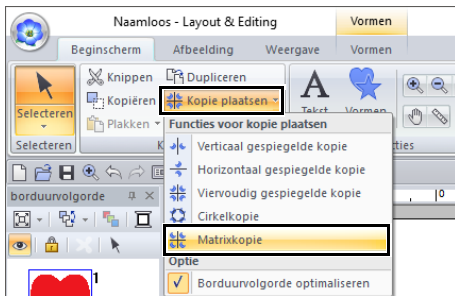 Naamloos - Layout & Editing
Vormen
Beginscherm Afbeelding Weergave Vormen
Selecteren
Knippen
Kopiëren
Plakken
Dupliceren
Kopie plaatsen
Tekst
Vormen
Selecteren
Functies voor kopie plaatsen
Verticaal gespiegelde kopie
Horizontaal gespiegelde kopie
Viervoudig gespiegelde kopie
Cirkelkopie
Matrixkopie
Optie
Borduurvolgorde optimaliseren
borduurvolgorde
1
0